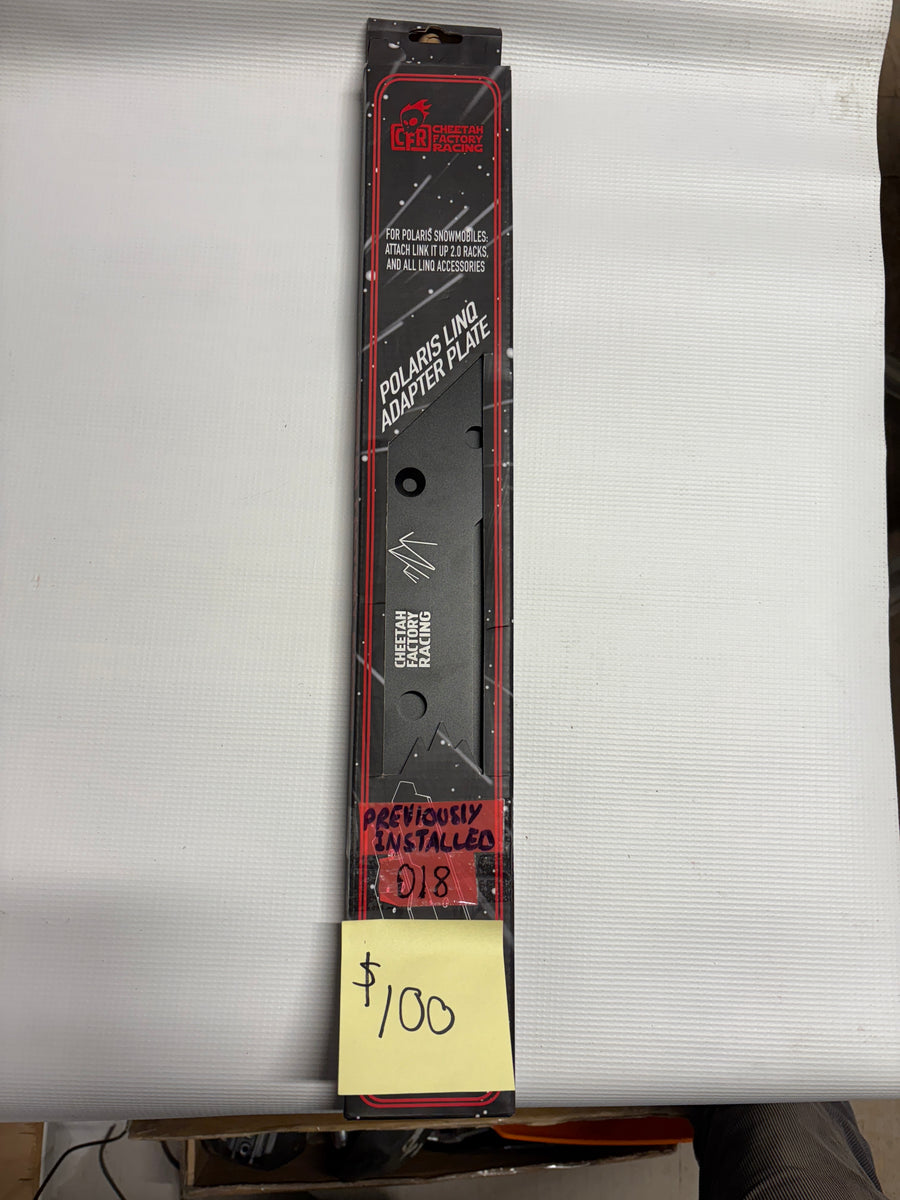 CFR
CHEETAH
FACTORY
RACING
FOR POLARIS SNOWMOBILES:
ATTACH LINK IT UP 2.0 RACKS,
AND ALL LINQ ACCESSORIES
POLARIS LINQ
ADAPTER PLATE
CHEETAH
FACTORY
RACING
PREVIOUSLY
INSTALLED
018
$100